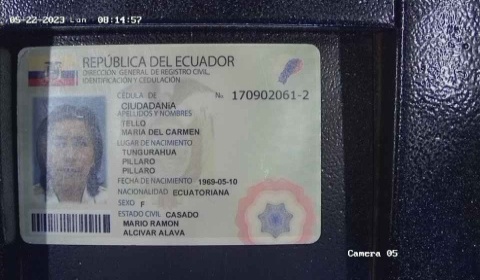 05-22-2023 Lun 08:14:57
REPÚBLICA DEL ECUADOR
DIRECCIÓN GENERAL DE REGISTRO CIVIL,
IDENTIFICACIÓN Y CEDULACIÓN
CÉDULA DE No 170902061-2
CIUDADANIA
APELLIDOS Y NOMBRES
TELLO
MARIA DEL CARMEN
LUGAR DE NACIMIENTO
TUNGURAHUA
PILLARO
PILLARO
FECHA DE NACIMIENTO 1969-05-10
NACIONALIDAD ECUATORIANA
SEXO F
ESTADO CIVIL CASADO
MARIO RAMON
ALCIVAR ALAVA
Camera 05